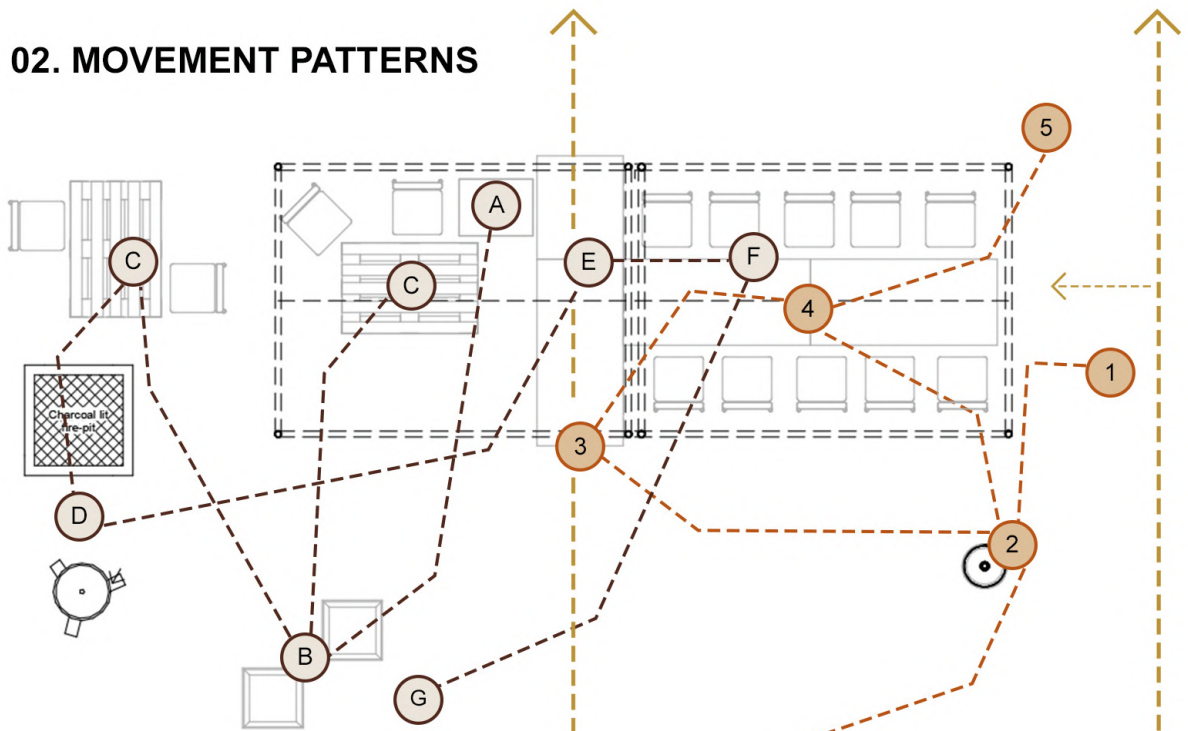 02. MOVEMENT PATTERNS
5
A
C
E
F
C
4
1
Charcoal lit
fire-pit
3
D
2
B
G